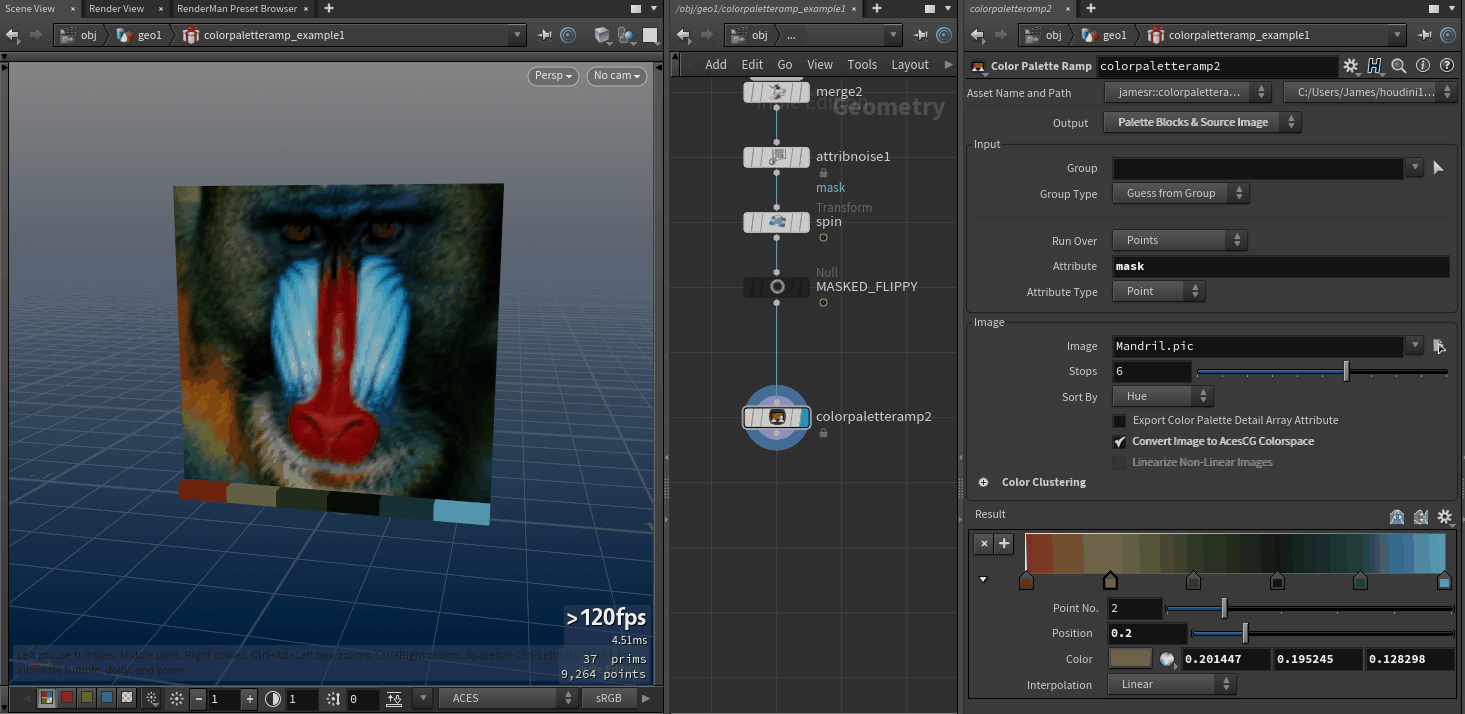 Scene View
Render View
RenderMan Preset Browser
obj
geo1
colorpaletteramp_example1
Persp
No cam
>120fps
4.51ms
37 prims
9,264 points
Left mouse tumbles. Middle pans. Right dollies. Ctrl+Alt+Left box-zooms. Ctrl+Right zooms. Spacebar-Ctrl-Left tilts.
alternate tumble, dolly, and zoom.
1
1
0
ACES
sRGB
/obj/geo1/colorpaletteramp_example1
obj
...
Add
Edit
Go
View
Tools
Layout
Edition
Geometry
merge2
attribnoise1
mask
Transform
spin
Null
MASKED_FLIPPY
colorpaletteramp2
colorpaletteramp2
obj
geo1
colorpaletteramp_example1
Color Palette Ramp
colorpaletteramp2
Asset Name and Path
jamesr::colorpalettera...
C:/Users/James/houdini1...
Output
Palette Blocks & Source Image
Input
Group
Group Type
Guess from Group
Run Over
Points
Attribute
mask
Attribute Type
Point
Image
Image
Mandril.pic
Stops
6
Sort By
Hue
Export Color Palette Detail Array Attribute
Convert Image to AcesCG Colorspace
Linearize Non-Linear Images
Color Clustering
Result
Point No.
2
Position
0.2
Color
0.201447
0.195245
0.128298
Interpolation
Linear